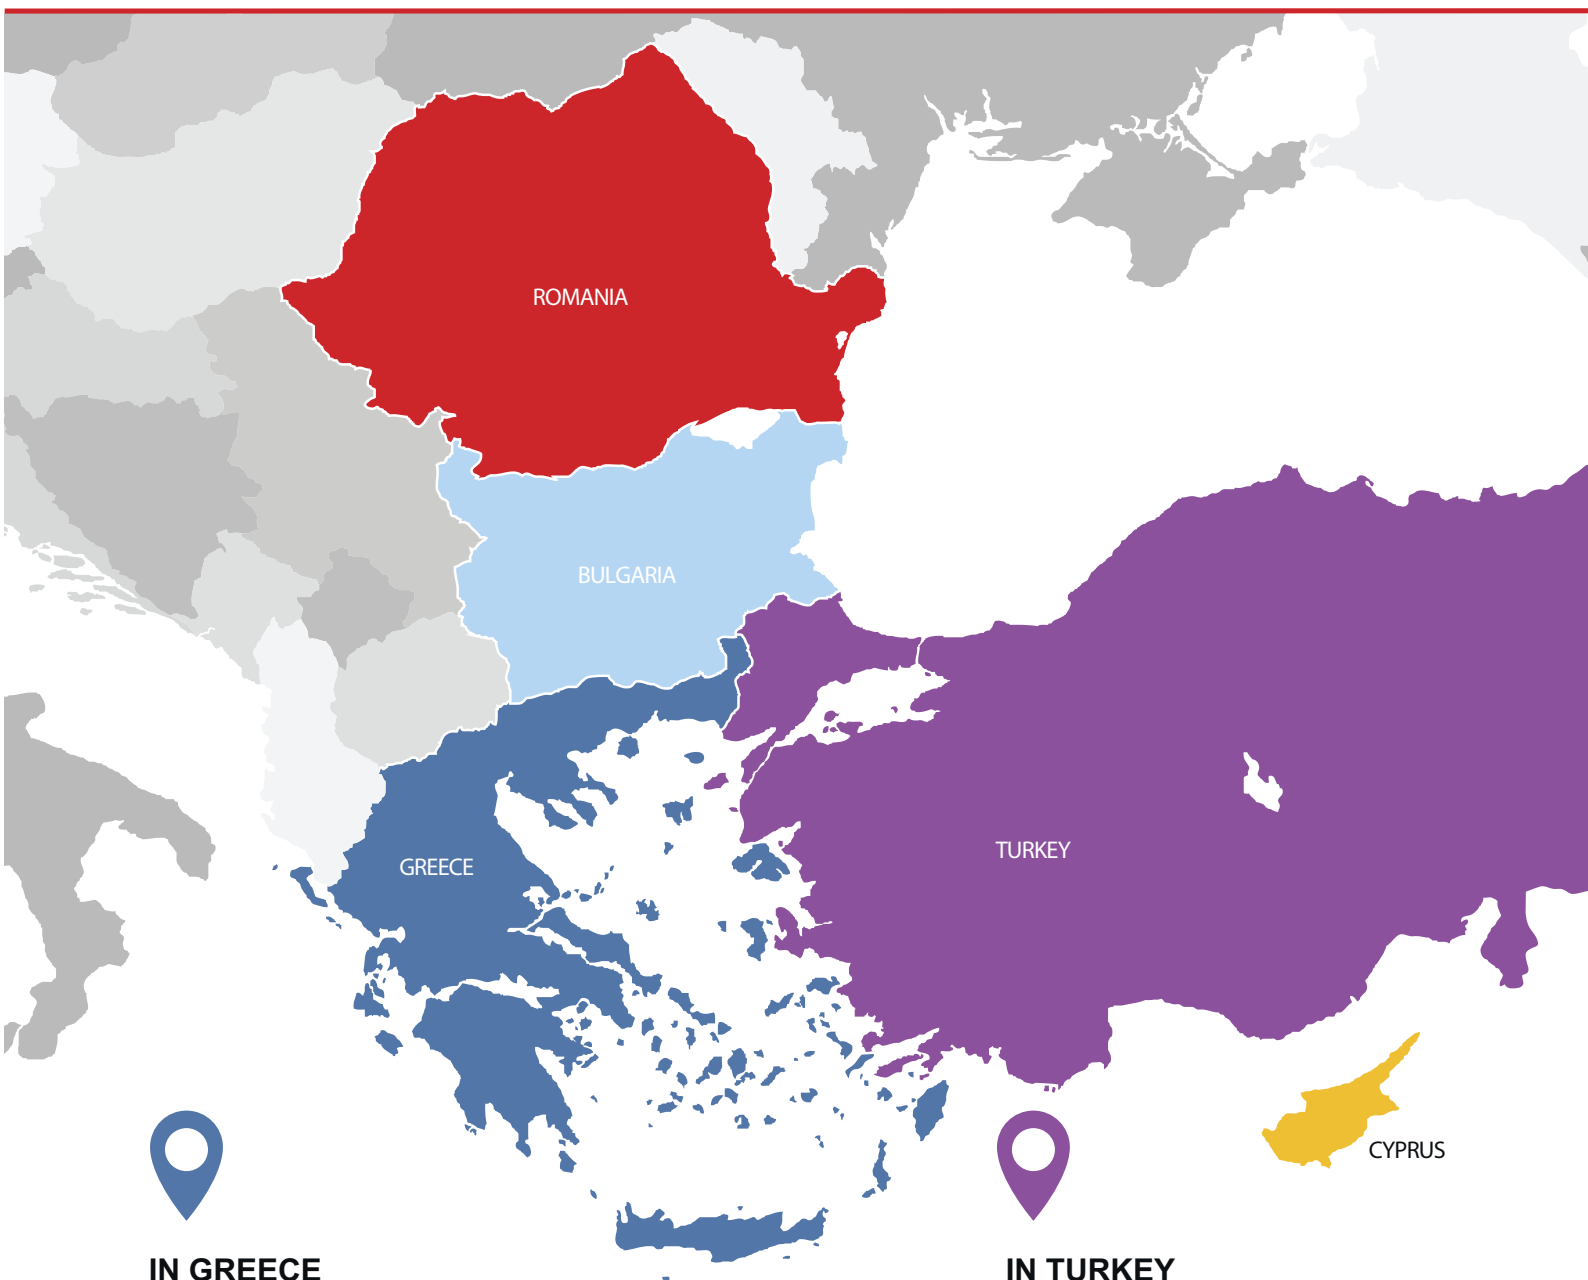 ROMANIA
BULGARIA
GREECE
TURKEY
CYPRUS
IN GREECE
IN TURKEY